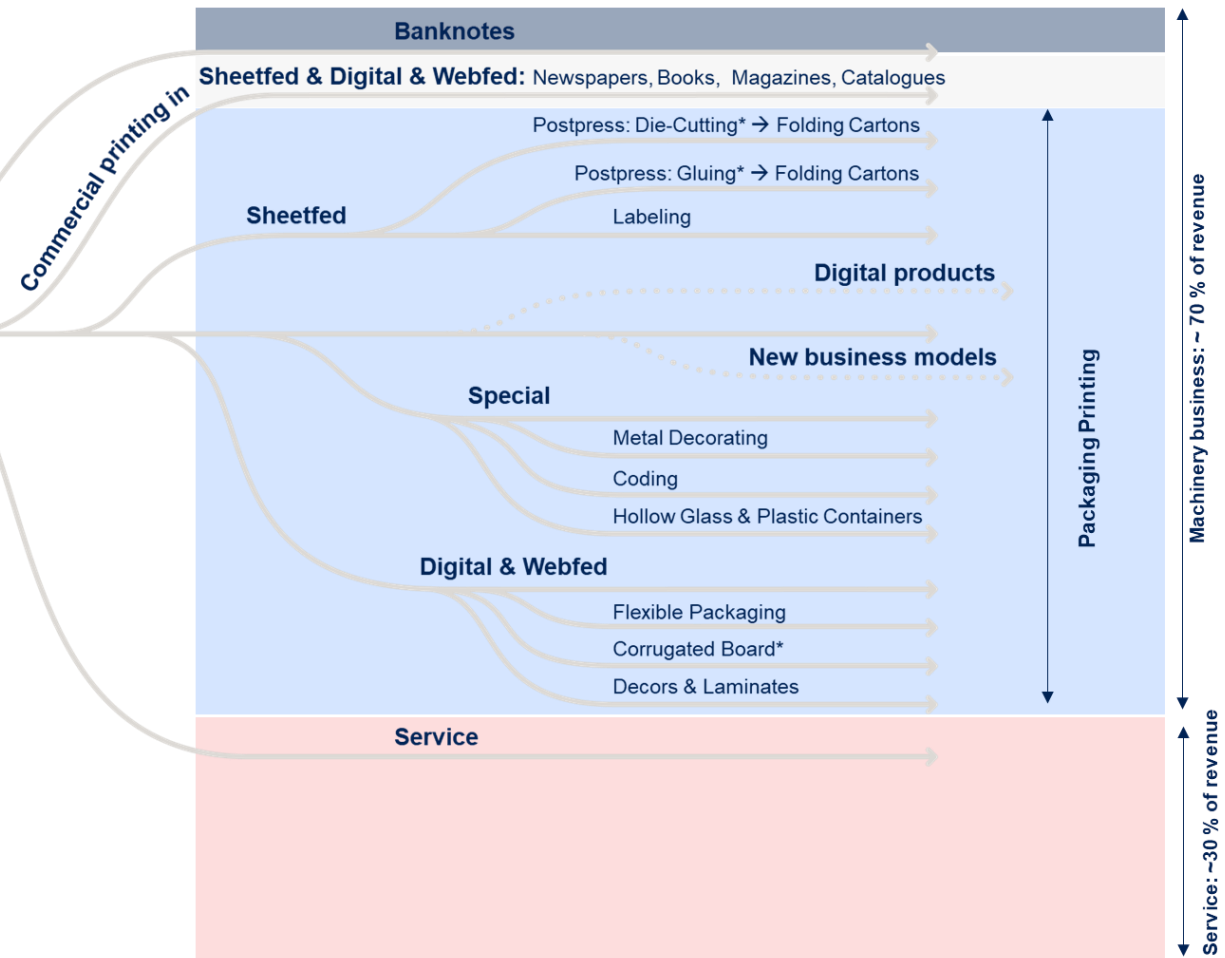 Banknotes
Commercial printing in
Sheetfed & Digital & Webfed: Newspapers, Books, Magazines, Catalogues
Postpress: Die-Cutting* → Folding Cartons
Postpress: Gluing* → Folding Cartons
Sheetfed
Labeling
Digital products
New business models
Special
Metal Decorating
Coding
Hollow Glass & Plastic Containers
Digital & Webfed
Flexible Packaging
Corrugated Board*
Decors & Laminates
Packaging Printing
Machinery business: ~ 70 % of revenue
Service
Service: ~30 % of revenue